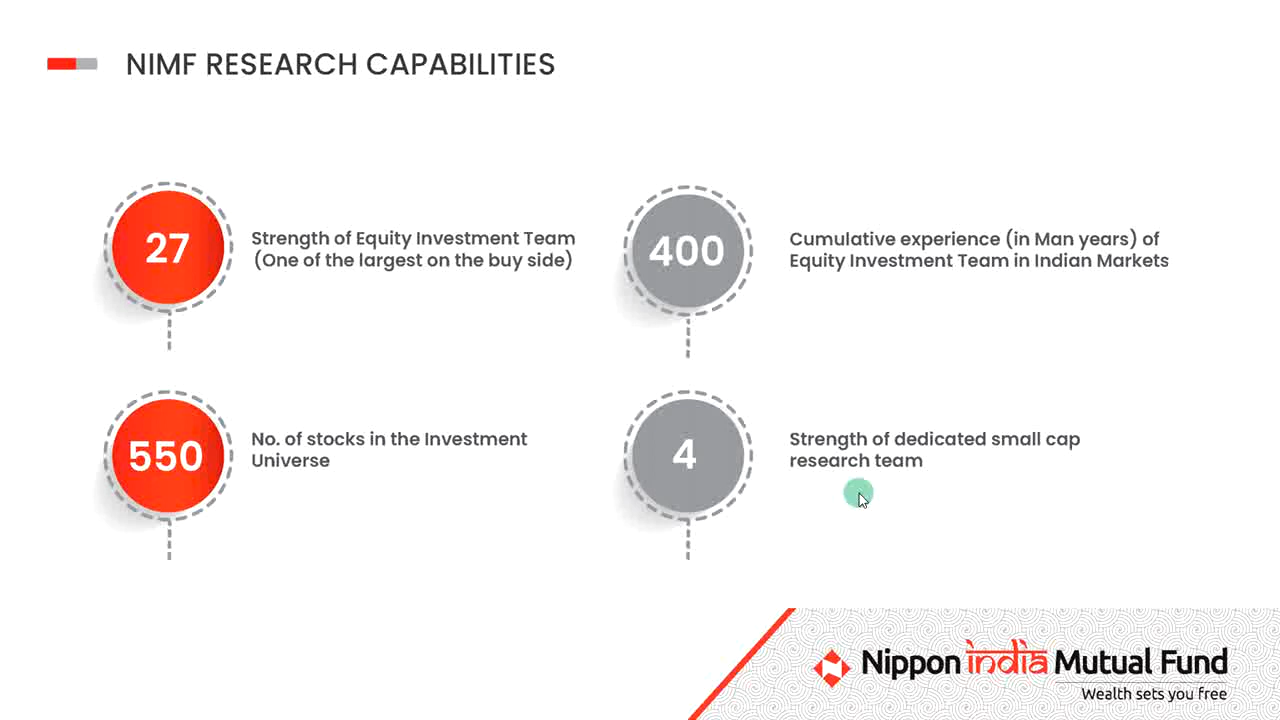 NIMF RESEARCH CAPABILITIES
27
Strength of Equity Investment Team
(One of the largest on the buy side)
400
Cumulative experience (in Man years) of
Equity Investment Team in Indian Markets
550
No. of stocks in the Investment
Universe
4
Strength of dedicated small cap
research team
Nippon india Mutual Fund
Wealth sets you free